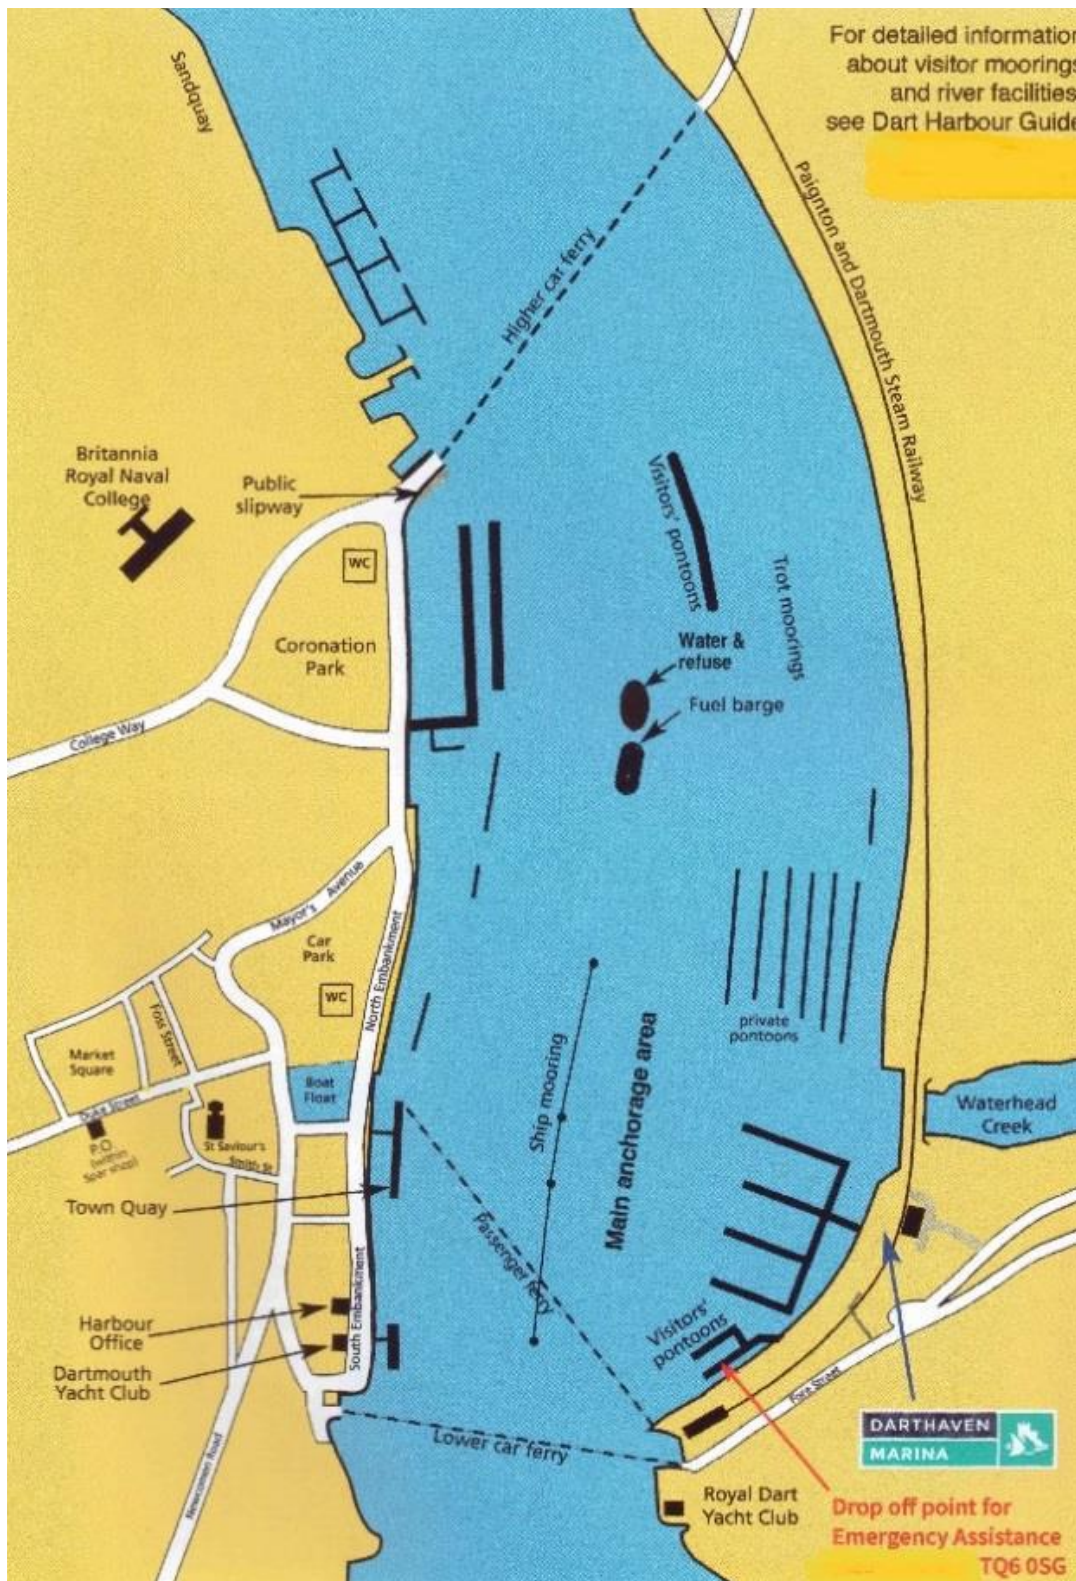 For detailed information
about visitor moorings
and river facilities
see Dart Harbour Guide
Sandquay
Higher car ferry
Paignton and Dartmouth Steam Railway
Britannia
Royal Naval
College
Public
slipway
WC
Visitors' pontoons
Trot moorings
Coronation
Park
Water &
refuse
Fuel barge
College Way
Mayor's Avenue
Car
Park
North Embankment
WC
Foss Street
Market
Square
Boat
Float
private
pontoons
Ship mooring
Main anchorage area
Duke Street
P.O.
(within
Spar shop)
St Saviour's
Smith St
Waterhead
Creek
Town Quay
Passenger ferry
South Embankment
Harbour
Office
Dartmouth
Yacht Club
Visitors'
pontoons
Fore Street
DARTHAVEN
MARINA
Lower car ferry
Newcomen Road
Royal Dart
Yacht Club
Drop off point for
Emergency Assistance
TQ6 0SG